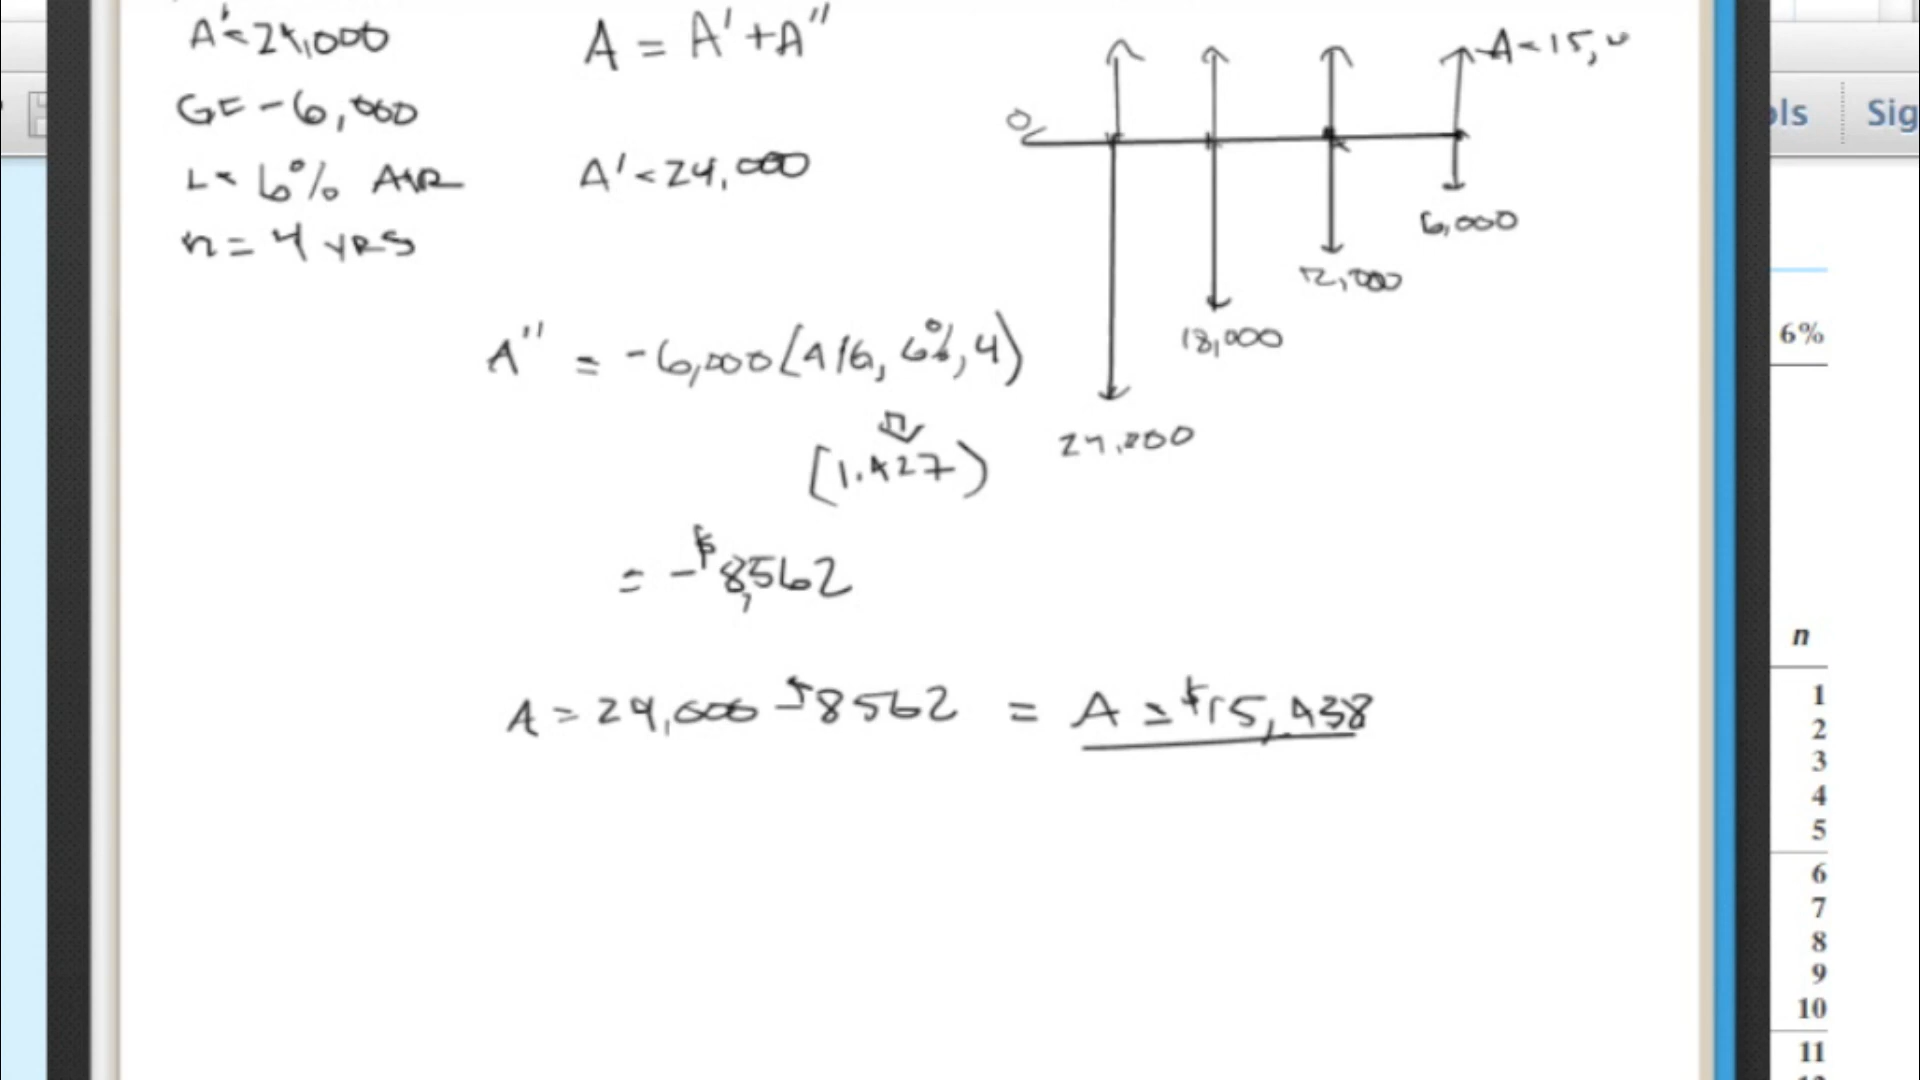 A' = 24,000
A = A' + A"
A = 15,
G = -6,000
0
i = 6% AIR
A' = 24,000
n = 4 yRS
6,000
12,000
18,000
24,000
A" = -6,000 (A/G, 6%, 4)
(1.427)
= -$8,562
A = 24,000 - $8562 = A = $15,438
ols
Sig
6%
n
1
2
3
4
5
6
7
8
9
10
11